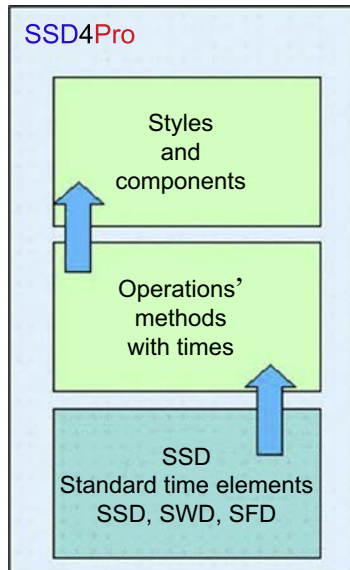 SSD4Pro
Styles
and
components
Operations’
methods
with times
SSD
Standard time elements
SSD, SWD, SFD